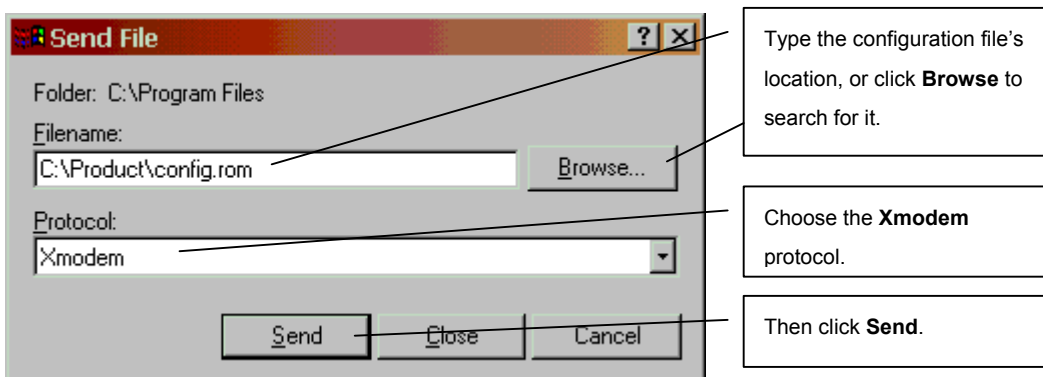 Send File
Folder: C:\Program Files
Filename:
C:\Product\config.rom
Browse...
Protocol:
Xmodem
Send
Close
Cancel
Type the configuration file’s
location, or click Browse to
search for it.
Choose the Xmodem
protocol.
Then click Send.